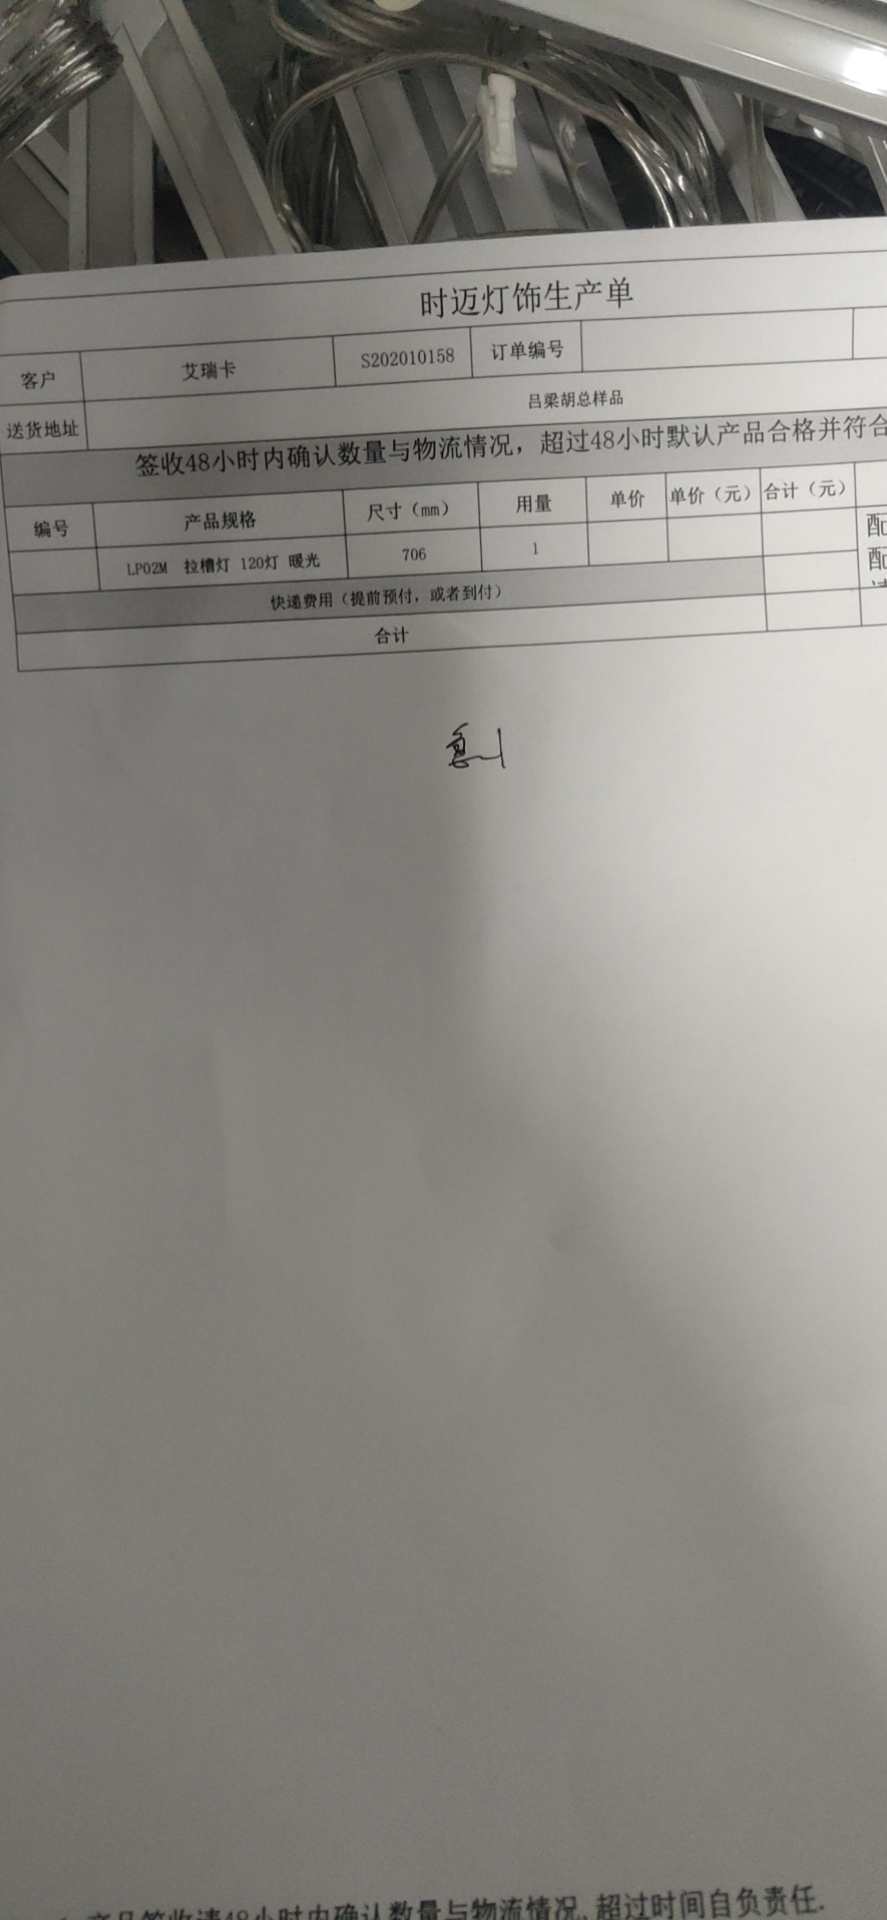 时迈灯饰生产单
客户 艾瑞卡 S202010158 订单编号
送货地址 吕梁胡总样品
签收48小时内确认数量与物流情况，超过48小时默认产品合格并符合
编号 产品规格 尺寸（mm） 用量 单价 单价（元） 合计（元）
LP02M 拉槽灯 120灯 暖光 706 1 配
配
快递费用（提前预付，或者到付）
合计
急
产品签收请48小时内确认数量与物流情况,超过时间自负责任.